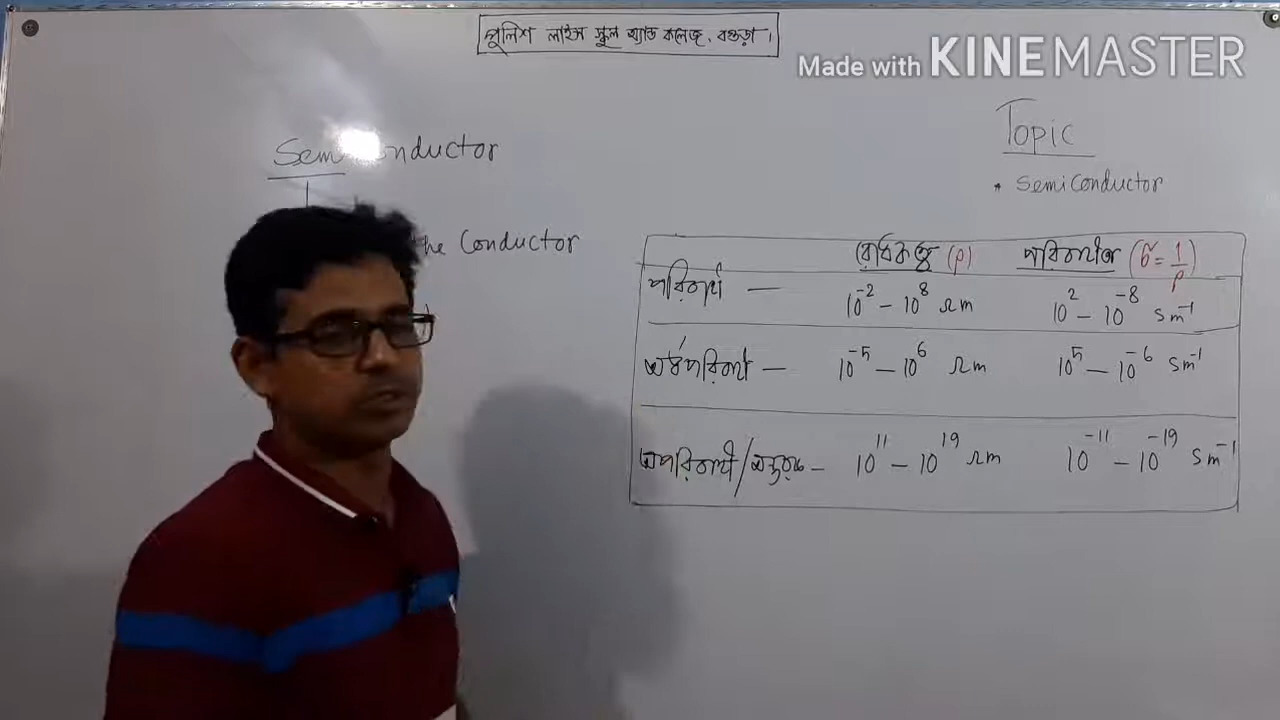 পুলিশ লাইন্স স্কুল এ্যান্ড কলেজ, বগুড়া।
Made with KINEMASTER
Semi conductor
the Conductor
Topic
* Semiconductor
রোধকত্ব (ρ) পরিবাহীতা (σ = 1/ρ)
পরিবাহী — 10⁻² – 10⁸ Ωm 10² – 10⁻⁸ Sm⁻¹
অর্ধপরিবাহী — 10⁻⁵ – 10⁶ Ωm 10⁵ – 10⁻⁶ Sm⁻¹
অপরিবাহী/অন্তরক – 10¹¹ – 10¹⁹ Ωm 10⁻¹¹ – 10⁻¹⁹ Sm⁻¹